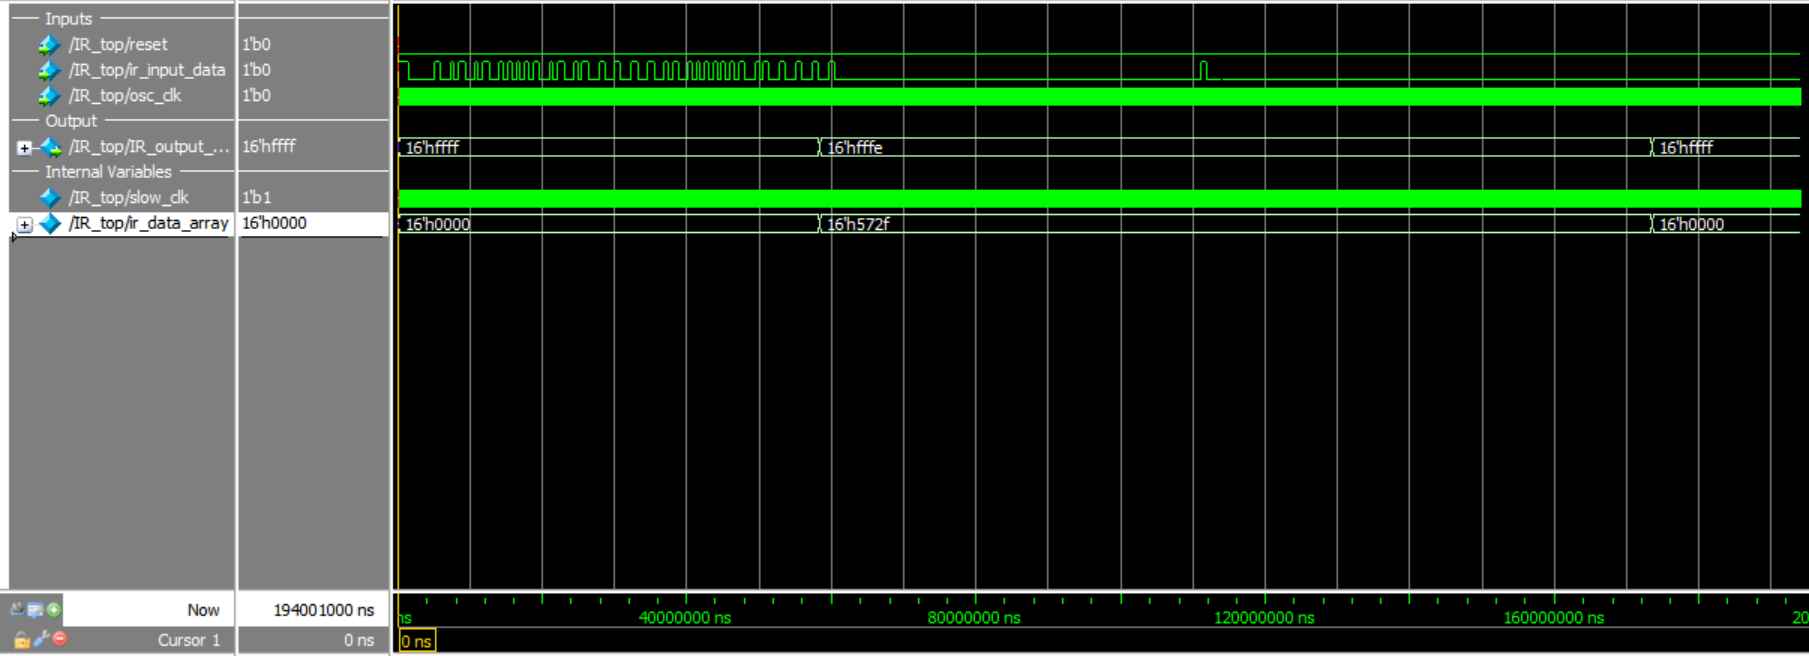 Inputs
/IR_top/reset 1'b0
/IR_top/ir_input_data 1'b0
/IR_top/osc_clk 1'b0
Output
/IR_top/IR_output_... 16'hffff 16'hffff 16'hfffe 16'hffff
Internal Variables
/IR_top/slow_clk 1'b1
/IR_top/ir_data_array 16'h0000 16'h0000 16'h572f 16'h0000
Now 194001000 ns ns 40000000 ns 80000000 ns 120000000 ns 160000000 ns 20
Cursor 1 0 ns 0 ns